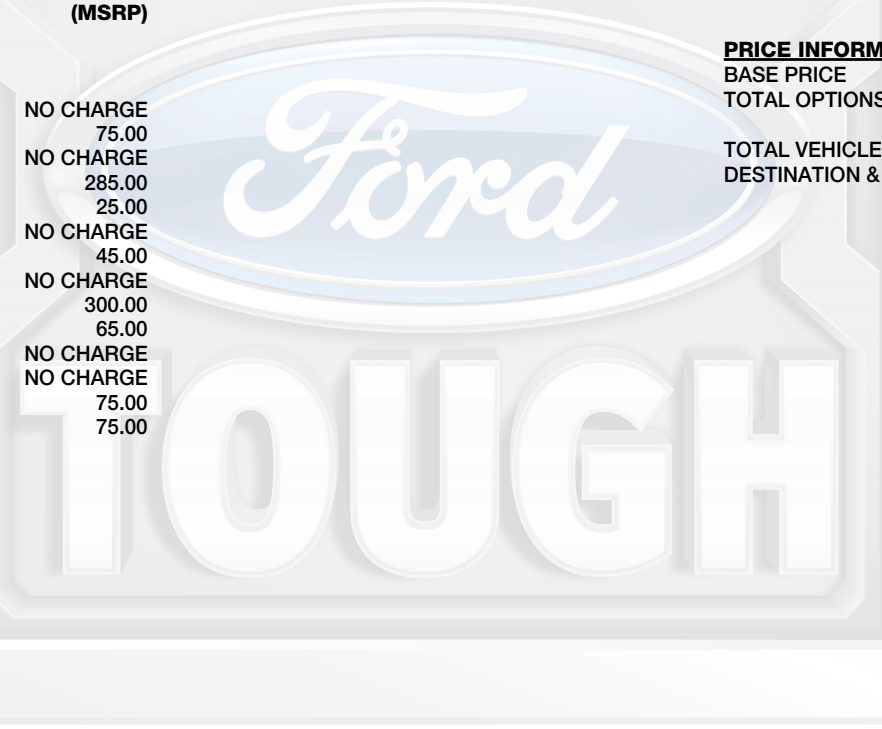 (MSRP)
NO CHARGE
75.00
NO CHARGE
285.00
25.00
NO CHARGE
45.00
NO CHARGE
300.00
65.00
NO CHARGE
NO CHARGE
75.00
75.00
PRICE INFORM
BASE PRICE
TOTAL OPTIONS
TOTAL VEHICLE
DESTINATION &
Ford
TOUGH